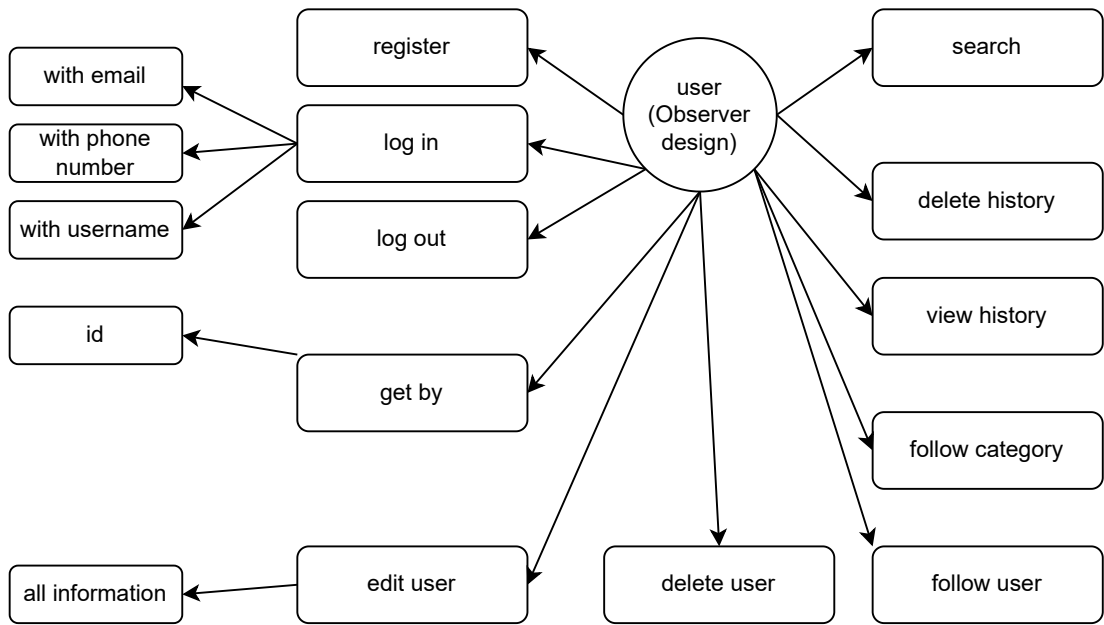 register
search
with email
user
(Observer
design)
with phone
number
log in
delete history
with username
log out
view history
id
get by
follow category
all information
edit user
delete user
follow user